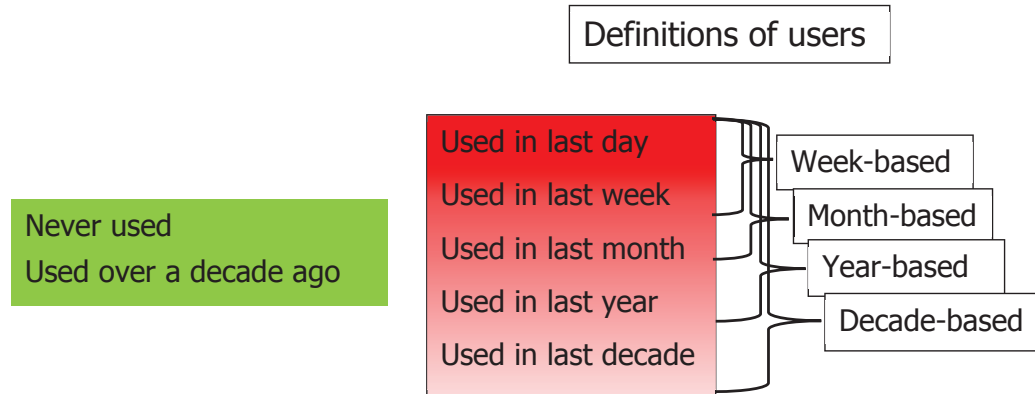 Definitions of users
Never used
Used over a decade ago
Used in last day
Used in last week
Used in last month
Used in last year
Used in last decade
Week-based
Month-based
Year-based
Decade-based